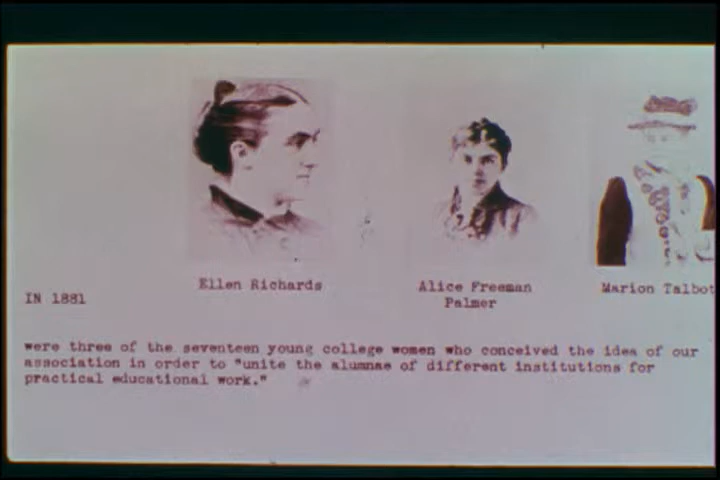 Ellen Richards
Alice Freeman
Palmer
Marion Talbot
IN 1881
were three of the seventeen young college women who conceived the idea of our
association in order to "unite the alumnae of different institutions for
practical educational work."